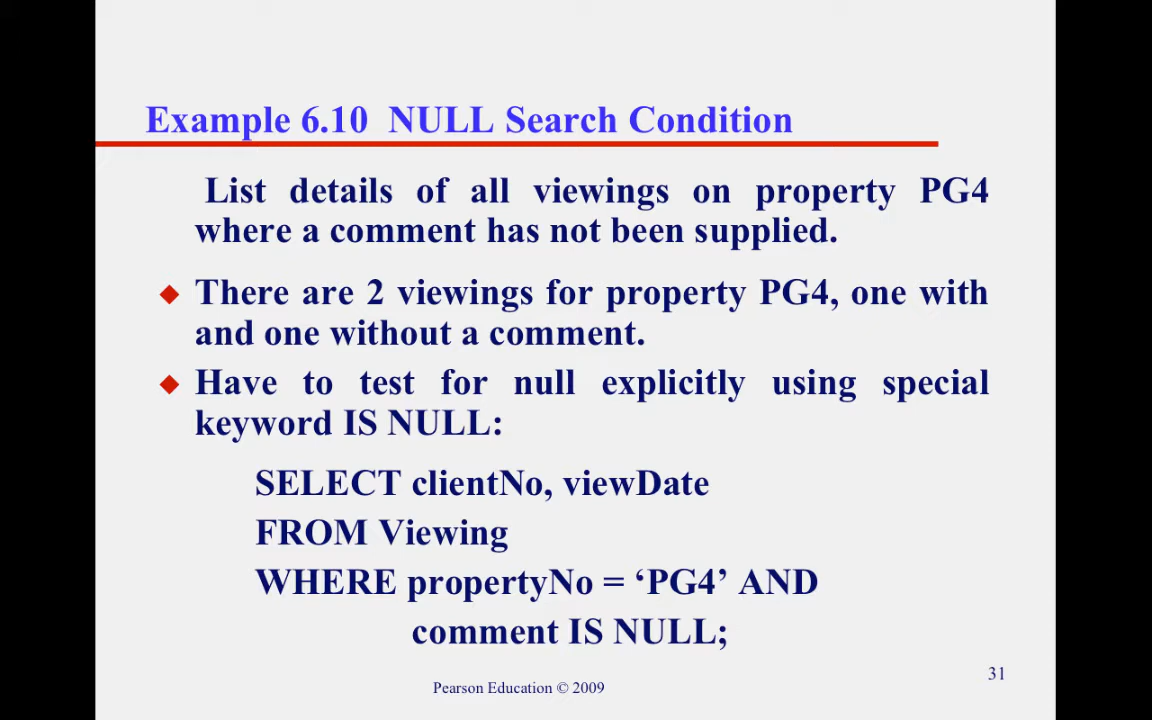 Example 6.10 NULL Search Condition
List details of all viewings on property PG4
where a comment has not been supplied.
There are 2 viewings for property PG4, one with
and one without a comment.
Have to test for null explicitly using special
keyword IS NULL:
SELECT clientNo, viewDate
FROM Viewing
WHERE propertyNo = ‘PG4’ AND
comment IS NULL;
31
Pearson Education © 2009